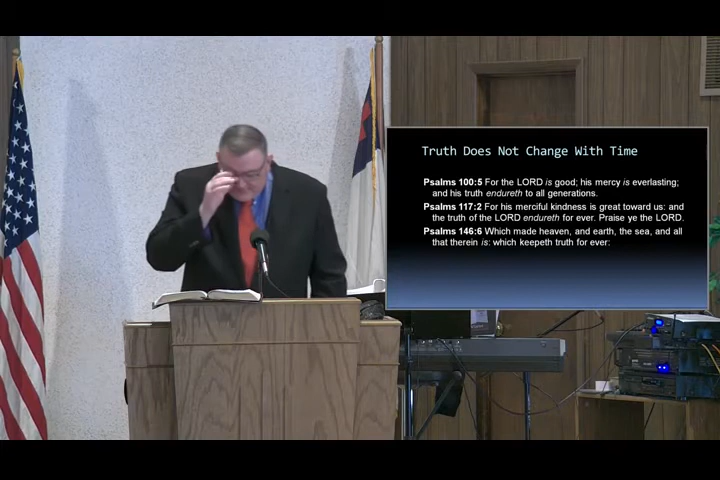 Truth Does Not Change With Time
Psalms 100:5 For the LORD is good; his mercy is everlasting;
and his truth endureth to all generations.
Psalms 117:2 For his merciful kindness is great toward us: and
the truth of the LORD endureth for ever. Praise ye the LORD.
Psalms 146:6 Which made heaven, and earth, the sea, and all
that therein is: which keepeth truth for ever: